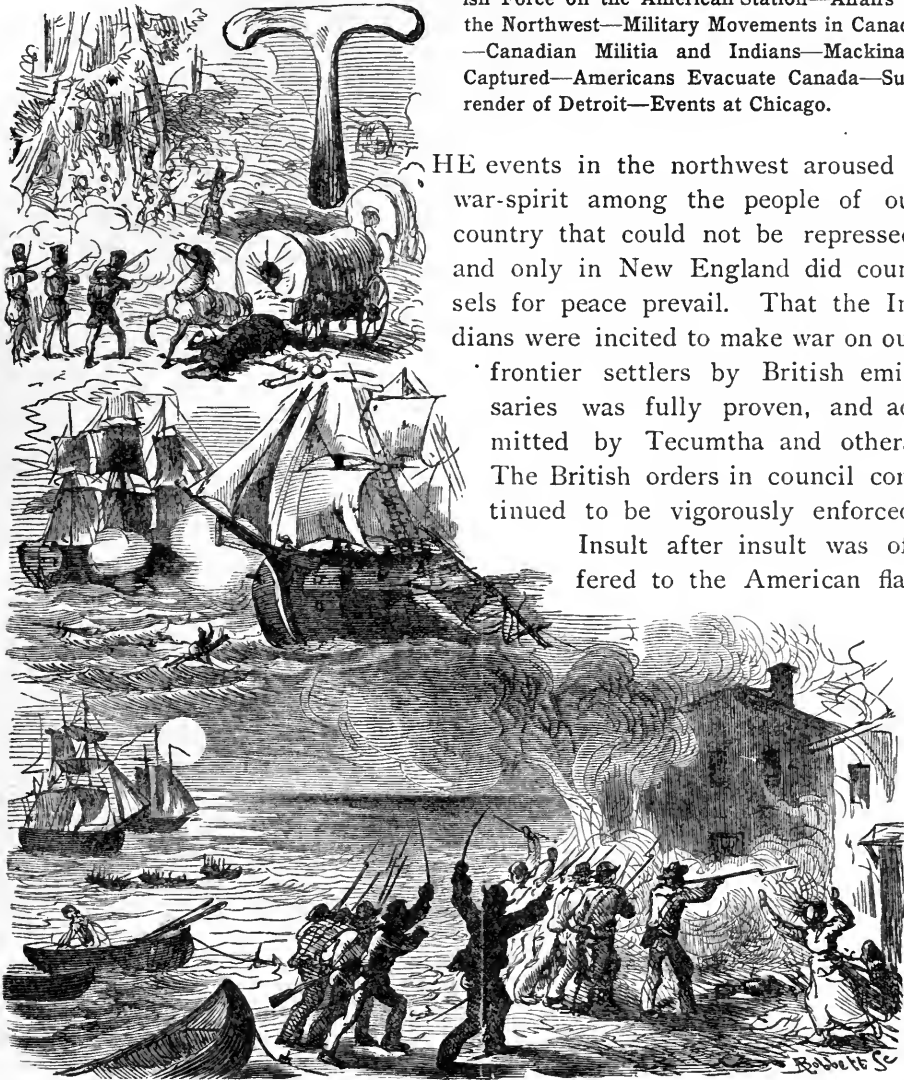 ish Force on the American Station—Affairs
the Northwest—Military Movements in Canad
—Canadian Militia and Indians—Mackina
Captured—Americans Evacuate Canada—Su
render of Detroit—Events at Chicago.
THE events in the northwest aroused
war-spirit among the people of ou
country that could not be represse
and only in New England did coun
sels for peace prevail. That the In
dians were incited to make war on ou
frontier settlers by British emi
saries was fully proven, and ad
mitted by Tecumtha and other
The British orders in council con
tinued to be vigorously enforced
Insult after insult was of
fered to the American fla
Bobbett Sc